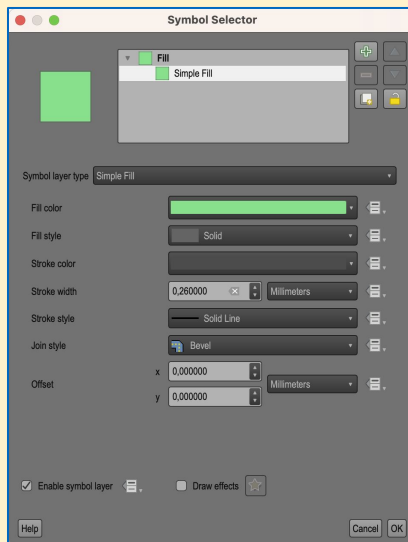 Symbol Selector
Fill
Simple Fill
Symbol layer type Simple Fill
Fill color
Fill style Solid
Stroke color
Stroke width 0,260000 Millimeters
Stroke style Solid Line
Join style Bevel
x 0,000000
Offset Millimeters
y 0,000000
Enable symbol layer Draw effects
Help Cancel OK